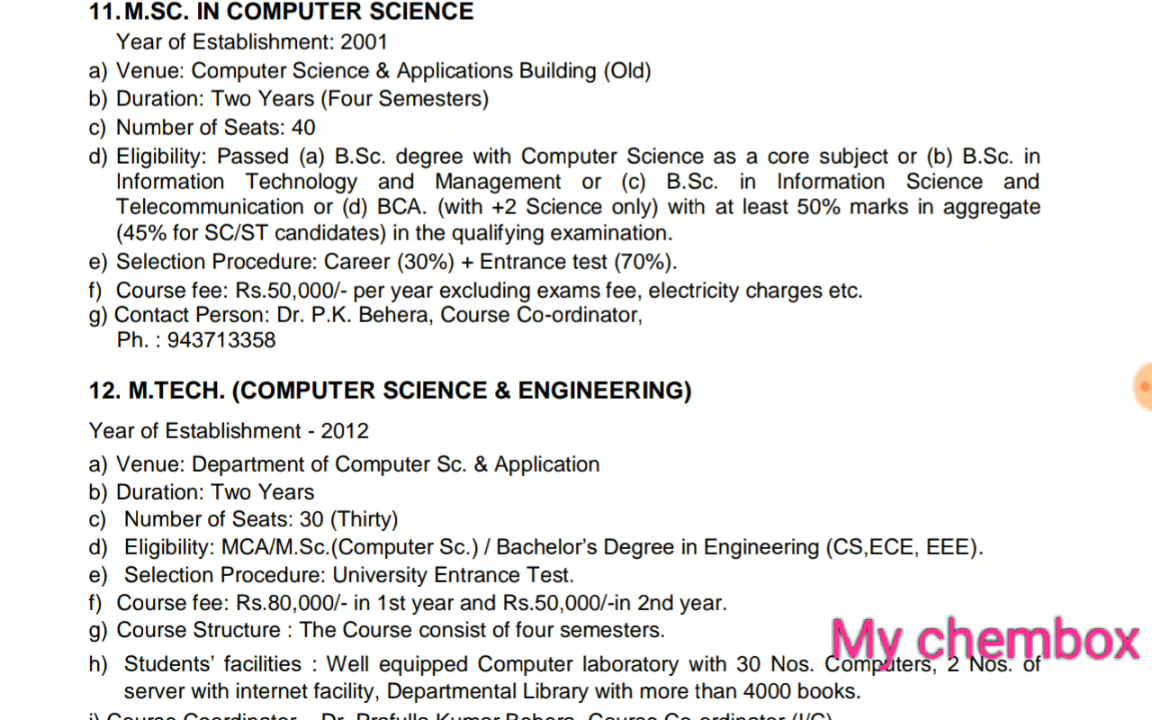 11. M.SC. IN COMPUTER SCIENCE
Year of Establishment: 2001
a) Venue: Computer Science & Applications Building (Old)
b) Duration: Two Years (Four Semesters)
c) Number of Seats: 40
d) Eligibility: Passed (a) B.Sc. degree with Computer Science as a core subject or (b) B.Sc. in
Information Technology and Management or (c) B.Sc. in Information Science and
Telecommunication or (d) BCA. (with +2 Science only) with at least 50% marks in aggregate
(45% for SC/ST candidates) in the qualifying examination.
e) Selection Procedure: Career (30%) + Entrance test (70%).
f) Course fee: Rs.50,000/- per year excluding exams fee, electricity charges etc.
g) Contact Person: Dr. P.K. Behera, Course Co-ordinator,
Ph. : 943713358
12. M.TECH. (COMPUTER SCIENCE & ENGINEERING)
Year of Establishment - 2012
a) Venue: Department of Computer Sc. & Application
b) Duration: Two Years
c) Number of Seats: 30 (Thirty)
d) Eligibility: MCA/M.Sc.(Computer Sc.) / Bachelor's Degree in Engineering (CS,ECE, EEE).
e) Selection Procedure: University Entrance Test.
f) Course fee: Rs.80,000/- in 1st year and Rs.50,000/-in 2nd year.
g) Course Structure : The Course consist of four semesters.
My chembox
h) Students' facilities : Well equipped Computer laboratory with 30 Nos. Computers, 2 Nos. of
server with internet facility, Departmental Library with more than 4000 books.
i) Course Coordinator – Dr. Prafulla Kumar Behera, Course Co-ordinator (I/C)